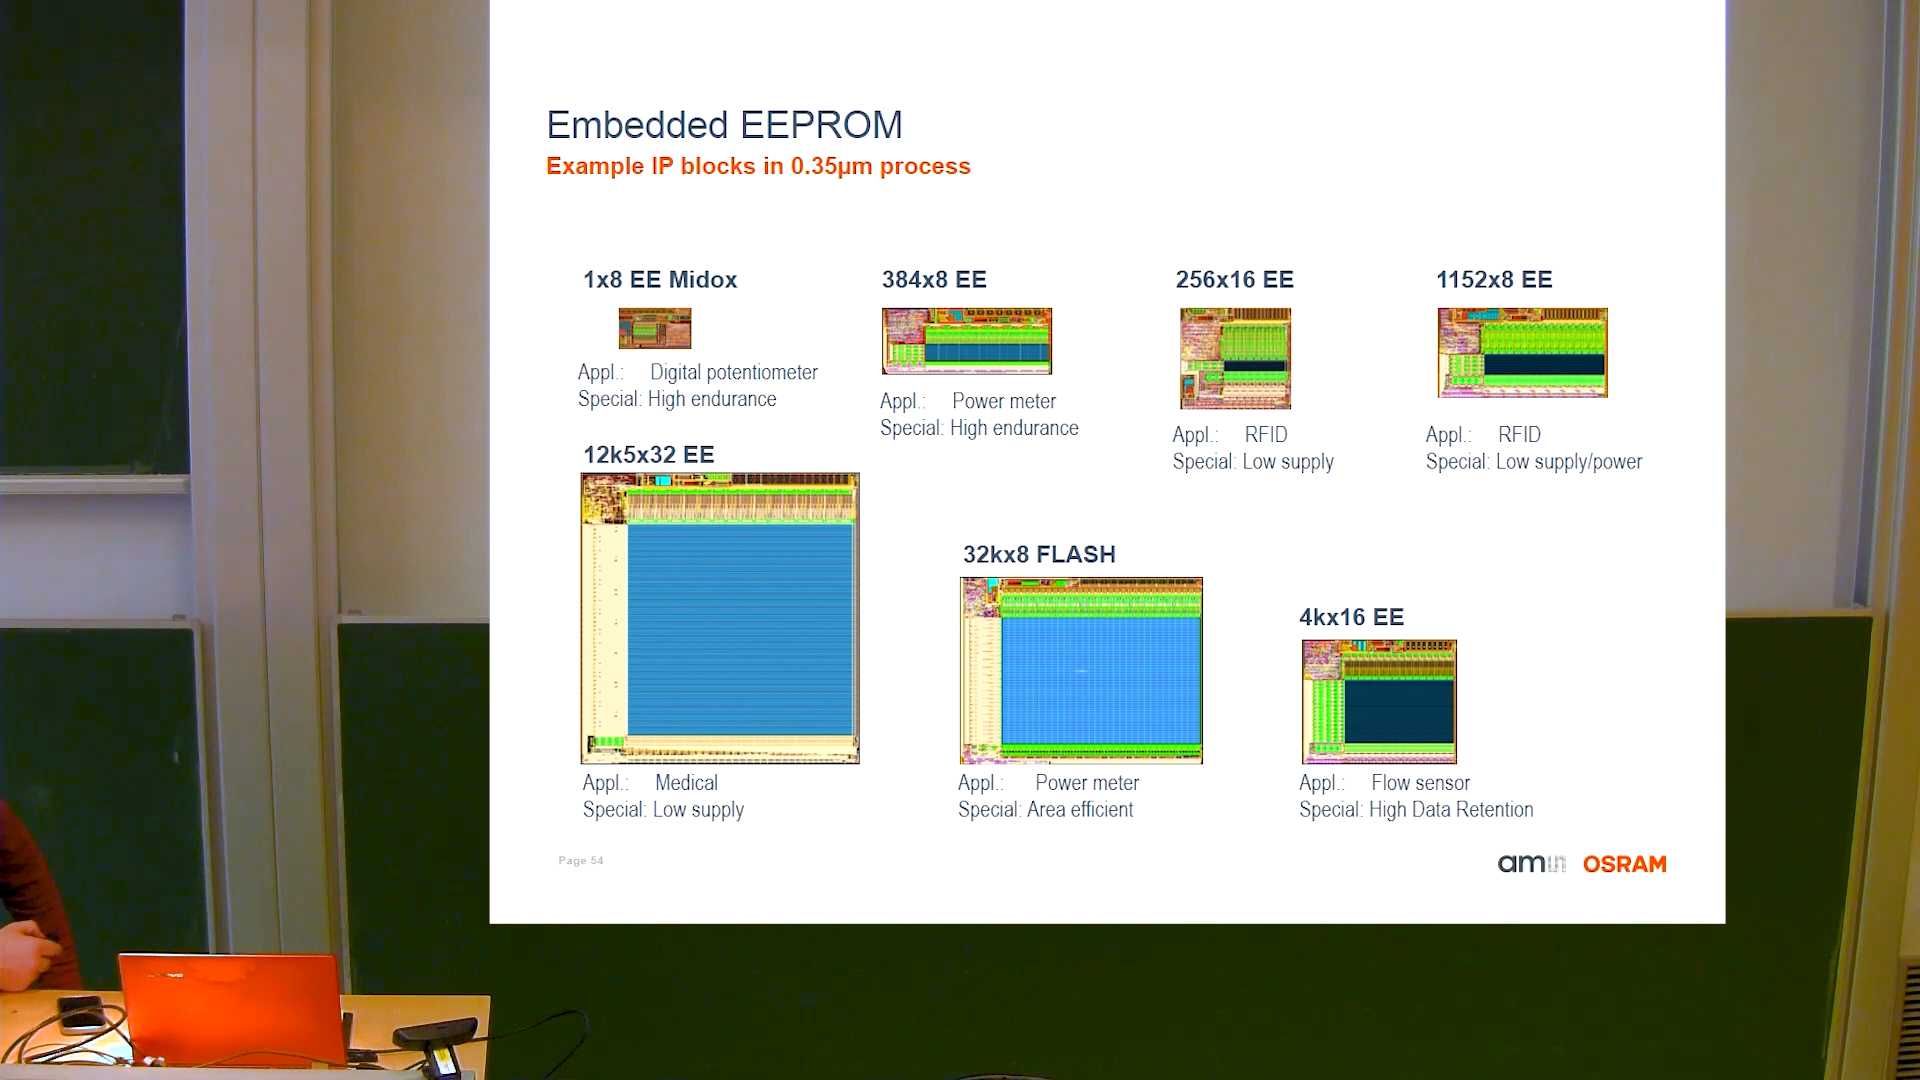 Embedded EEPROM
Example IP blocks in 0.35µm process
1x8 EE Midox
Appl.: Digital potentiometer
Special: High endurance
384x8 EE
Appl.: Power meter
Special: High endurance
256x16 EE
Appl.: RFID
Special: Low supply
1152x8 EE
Appl.: RFID
Special: Low supply/power
12k5x32 EE
Appl.: Medical
Special: Low supply
32kx8 FLASH
Appl.: Power meter
Special: Area efficient
4kx16 EE
Appl.: Flow sensor
Special: High Data Retention
Page 54
am OSRAM